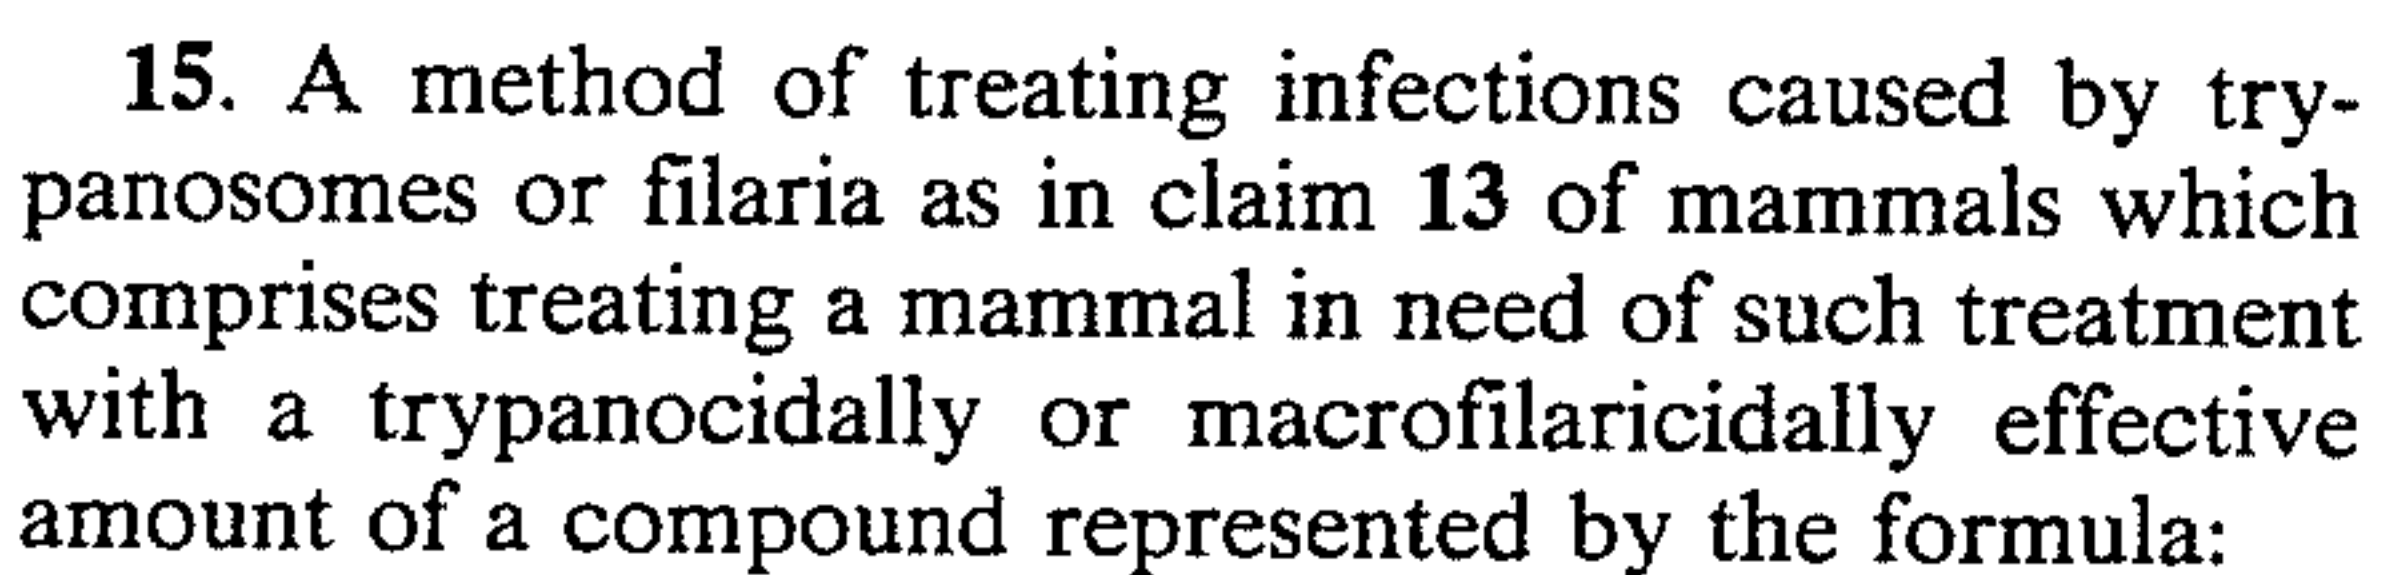 15. A method of treating infections caused by try-
panosomes or filaria as in claim 13 of mammals which
comprises treating a mammal in need of such treatment
with a trypanocidally or macrofilaricidally effective
amount of a compound represented by the formula: